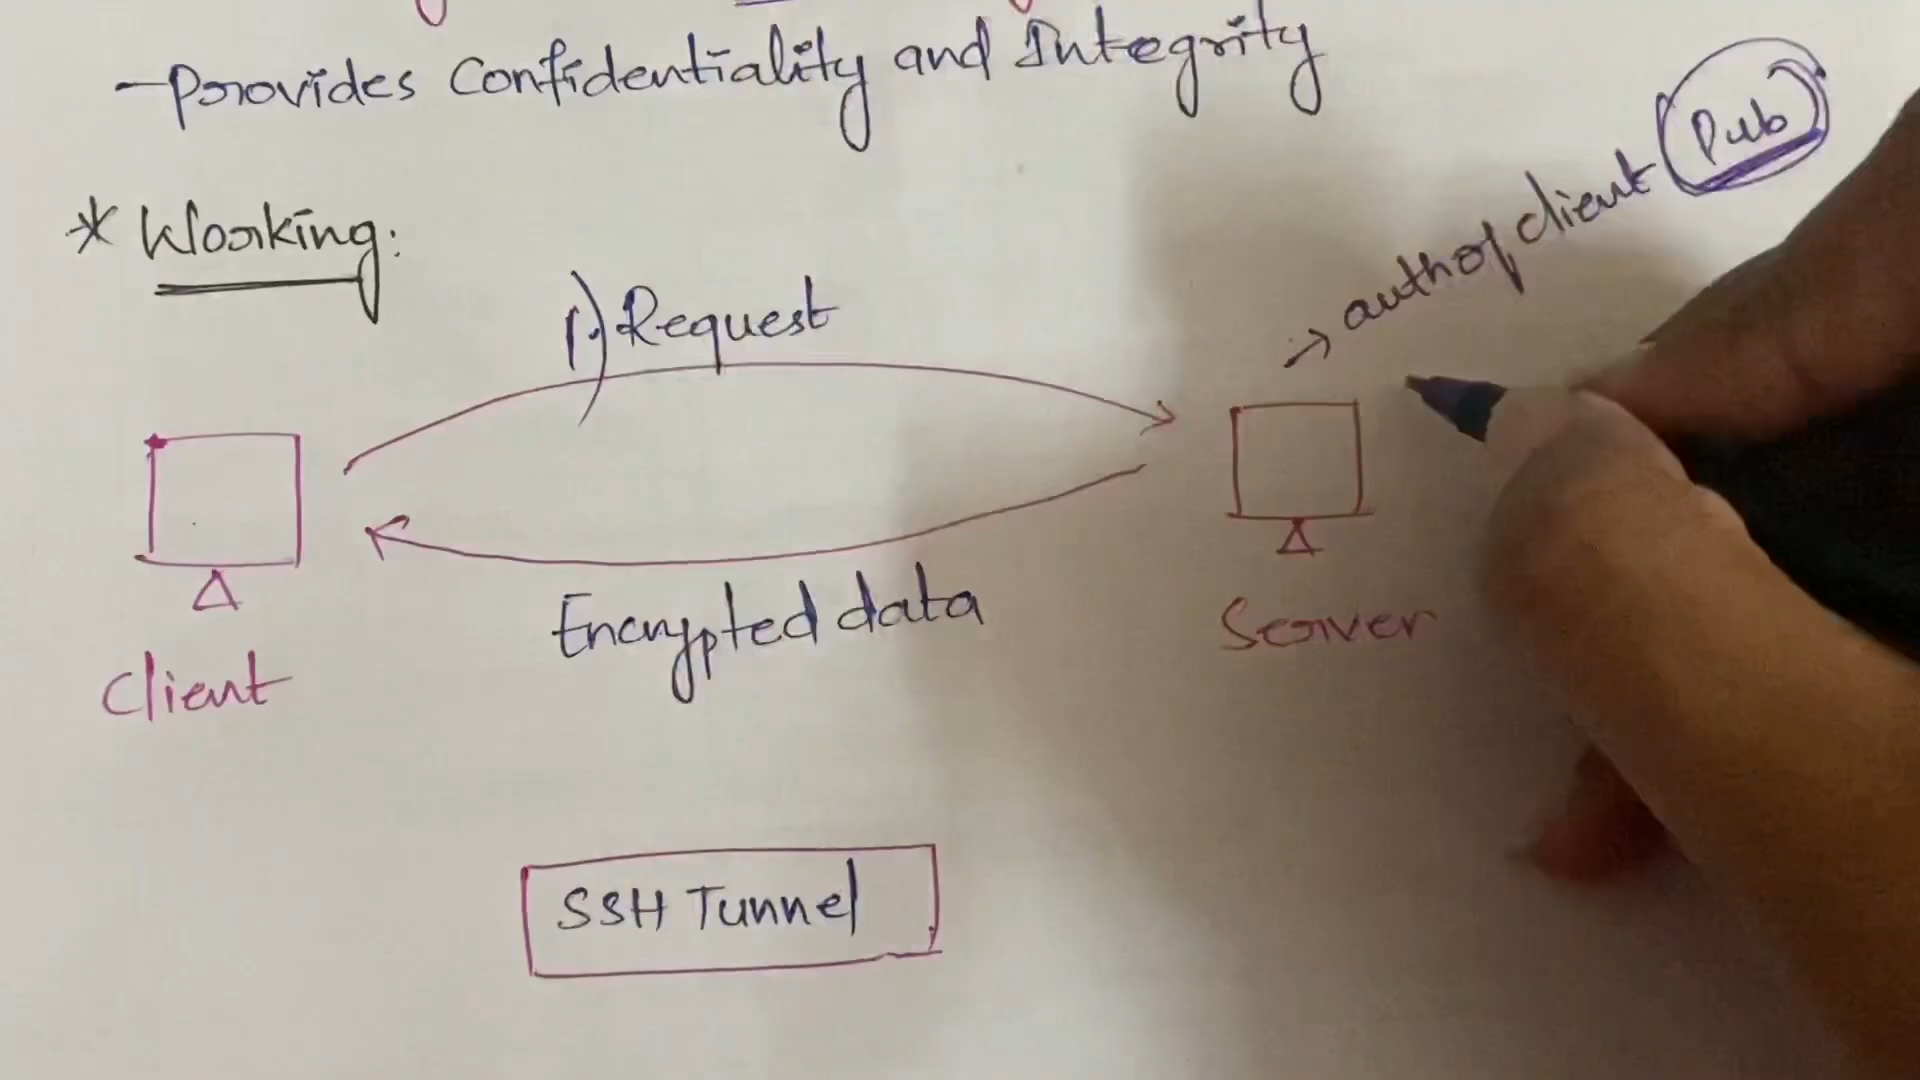 - Provides Confidentiality and Integrity
* Working:
1.) Request
→ auth of client Pub
Encrypted data
Client
Server
SSH Tunnel